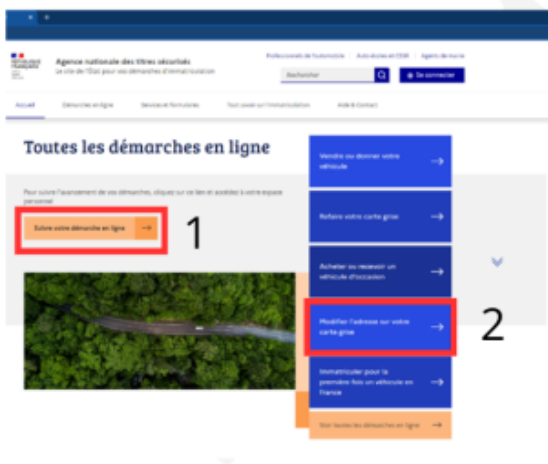 Agence nationale des titres sécurisés
Le site de l'État pour vos démarches d'immatriculation
Professionnels de l'automobile
Auto-écoles et CSSR
Agents de mairie
Rechercher
Se connecter
Accueil
Démarches en ligne
Services et formulaires
Tout savoir sur l'immatriculation
Aide & Contact
Toutes les démarches en ligne
Pour suivre l'avancement de vos démarches, cliquez sur ce lien et accédez à votre espace
personnel
Suivre votre démarche en ligne
1
Vendre ou donner votre
véhicule
Refaire votre carte grise
Acheter ou recevoir un
véhicule d'occasion
Modifier l'adresse sur votre
carte grise
2
Immatriculer pour la
première fois un véhicule en
France
Voir toutes les démarches en ligne